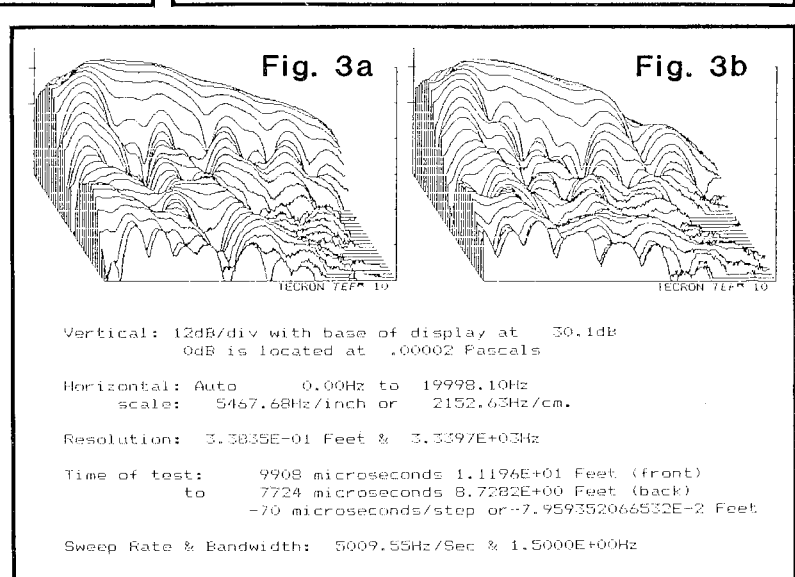 Fig. 3a
Fig. 3b
TECRON TEF™ 10
TECRON TEF™ 10
Vertical: 12dB/div with base of display at 30.1dB
0dB is located at .00002 Pascals
Horizontal: Auto 0.00Hz to 19998.10Hz
scale: 5467.68Hz/inch or 2152.63Hz/cm.
Resolution: 3.3835E-01 Feet & 3.3397E+03Hz
Time of test: 9908 microseconds 1.1196E+01 Feet (front)
to 7724 microseconds 8.7282E+00 Feet (back)
-70 microseconds/step or-7.959352066532E-2 Feet
Sweep Rate & Bandwidth: 5009.55Hz/Sec & 1.5000E+00Hz